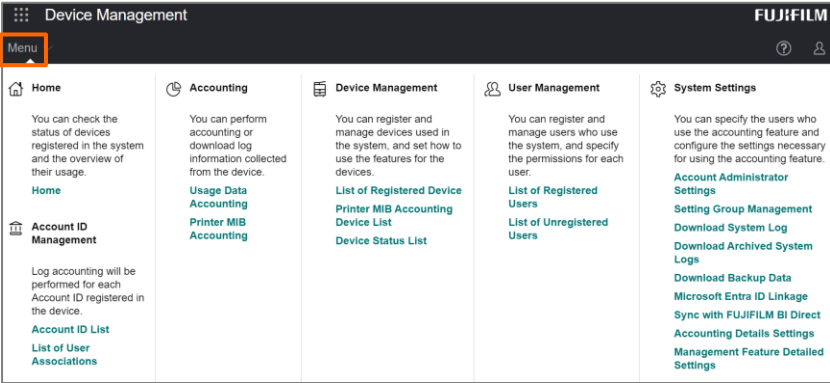 Device Management
FUJIFILM
Menu
Home
You can check the
status of devices
registered in the system
and the overview of
their usage.
Home
Account ID
Management
Log accounting will be
performed for each
Account ID registered in
the device.
Account ID List
List of User
Associations
Accounting
You can perform
accounting or
download log
information collected
from the device.
Usage Data
Accounting
Printer MIB
Accounting
Device Management
You can register and
manage devices used in
the system, and set how to
use the features for the
devices.
List of Registered Device
Printer MIB Accounting
Device List
Device Status List
User Management
You can register and
manage users who use
the system, and specify
the permissions for each
user.
List of Registered
Users
List of Unregistered
Users
System Settings
You can specify the users who
use the accounting feature and
configure the settings necessary
for using the accounting feature.
Account Administrator
Settings
Setting Group Management
Download System Log
Download Archived System
Logs
Download Backup Data
Microsoft Entra ID Linkage
Sync with FUJIFILM BI Direct
Accounting Details Settings
Management Feature Detailed
Settings